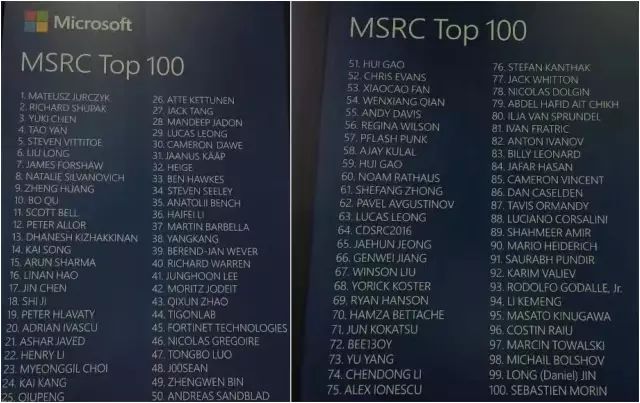 Microsoft
MSRC Top 100
1. MATEUSZ JURCZYK
2. RICHARD SHUPAK
3. YUKI CHEN
4. TAO YAN
5. STEVEN VITTITOE
6. LIU LONG
7. JAMES FORSHAW
8. NATALIE SILVANOVICH
9. ZHENG HUANG
10. BO QU
11. SCOTT BELL
12. PETER ALLOR
13. DHANESH KIZHAKKINAN
14. KAI SONG
15. ARUN SHARMA
16. LINAN HAO
17. JIN CHEN
18. SHI JI
19. PETER HLAVATY
20. ADRIAN IVASCU
21. ASHAR JAVED
22. HENRY LI
23. MYEONGGIL CHOI
24. KAI KANG
25. QIUPENG
26. ATTE KETTUNEN
27. JACK TANG
28. MANDEEP JADON
29. LUCAS LEONG
30. CAMERON DAWE
31. JAANUS KÄÄP
32. HEIGE
33. BEN HAWKES
34. STEVEN SEELEY
35. ANATOLII BENCH
36. HAIFEI LI
37. MARTIN BARBELLA
38. YANGKANG
39. BEREND-JAN WEVER
40. RICHARD WARREN
41. JUNGHOON LEE
42. MORITZ JODEIT
43. QIXUN ZHAO
44. TIGONLAB
45. FORTINET TECHNOLOGIES
46. NICOLAS GREGOIRE
47. TONGBO LUO
48. J00SEAN
49. ZHENGWEN BIN
50. ANDREAS SANDBLAD
MSRC Top 100
51. HUI GAO
52. CHRIS EVANS
53. XIAOCAO FAN
54. WENXIANG QIAN
55. ANDY DAVIS
56. REGINA WILSON
57. PFLASH PUNK
58. AJAY KULAL
59. HUI GAO
60. NOAM RATHAUS
61. SHEFANG ZHONG
62. PAVEL AVGUSTINOV
63. LUCAS LEONG
64. CDSRC2016
65. JAEHUN JEONG
66. GENWEI JIANG
67. WINSON LIU
68. YORICK KOSTER
69. RYAN HANSON
70. HAMZA BETTACHE
71. JUN KOKATSU
72. BEE13OY
73. YU YANG
74. CHENDONG LI
75. ALEX IONESCU
76. STEFAN KANTHAK
77. JACK WHITTON
78. NICOLAS DOLGIN
79. ABDEL HAFID AIT CHIKH
80. ILJA VAN SPRUNDEL
81. IVAN FRATRIC
82. ANTON IVANOV
83. BILLY LEONARD
84. JAFAR HASAN
85. CAMERON VINCENT
86. DAN CASELDEN
87. TAVIS ORMANDY
88. LUCIANO CORSALINI
89. SHAHMEER AMIR
90. MARIO HEIDERICH
91. SAURABH PUNDIR
92. KARIM VALIEV
93. RODOLFO GODALLE, Jr.
94. LI KEMENG
95. MASATO KINUGAWA
96. COSTIN RAIU
97. MARCIN TOWALSKI
98. MICHAIL BOLSHOV
99. LONG (Daniel) JIN
100. SEBASTIEN MORIN